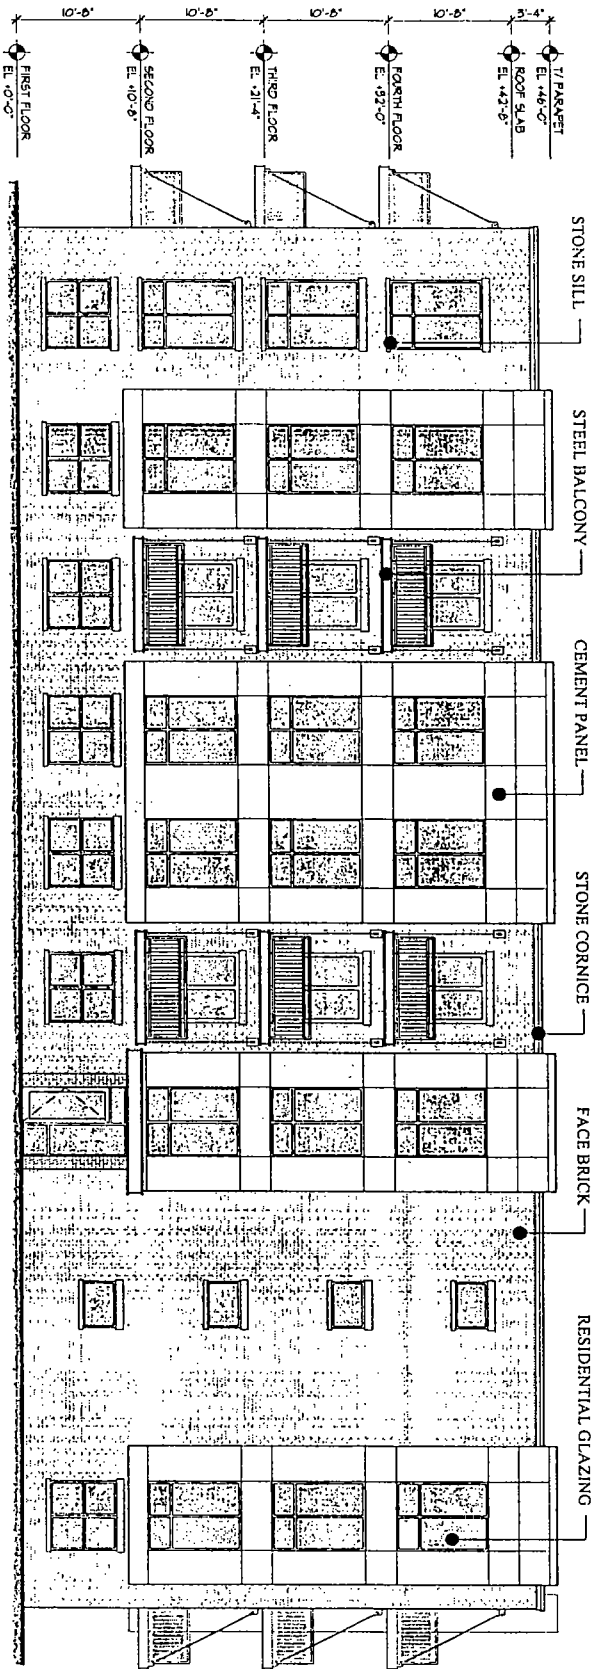 STONE SILL
STEEL BALCONY
CEMENT PANEL
STONE CORNICE
FACE BRICK
RESIDENTIAL GLAZING
T/ PARAPET
EL. +46'-0"
ROOF SLAB
EL. +42'-8"
FOURTH FLOOR
EL. +32'-0"
THIRD FLOOR
EL. +21'-4"
SECOND FLOOR
EL. +10'-8"
FIRST FLOOR
EL. +0'-0"
3'-4"
10'-8"
10'-8"
10'-8"
10'-8"